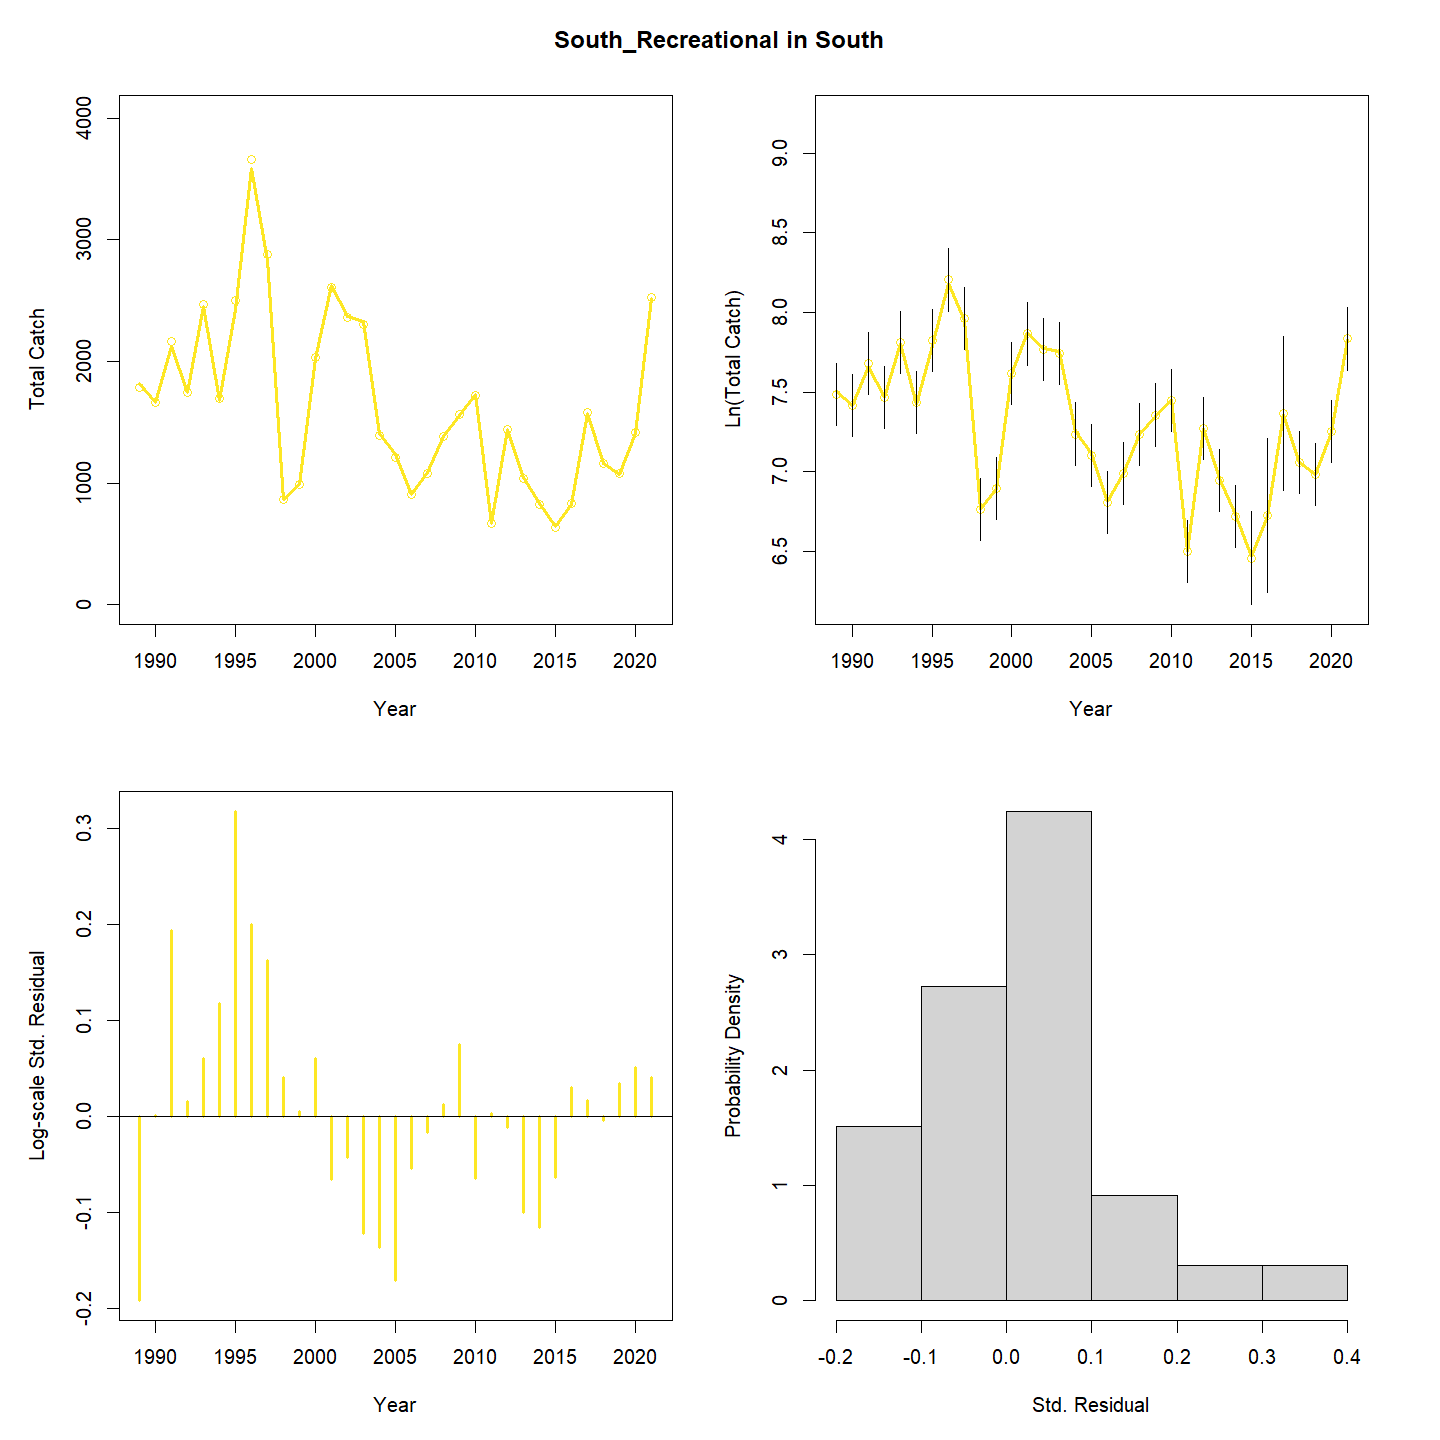 South_Recreational in South
Total Catch
4000
3000
2000
1000
0
1990 1995 2000 2005 2010 2015 2020
Year
Ln(Total Catch)
9.0
8.5
8.0
7.5
7.0
6.5
1990 1995 2000 2005 2010 2015 2020
Year
Log-scale Std. Residual
0.3
0.2
0.1
0.0
-0.1
-0.2
1990 1995 2000 2005 2010 2015 2020
Year
Probability Density
4
3
2
1
0
-0.2 -0.1 0.0 0.1 0.2 0.3 0.4
Std. Residual